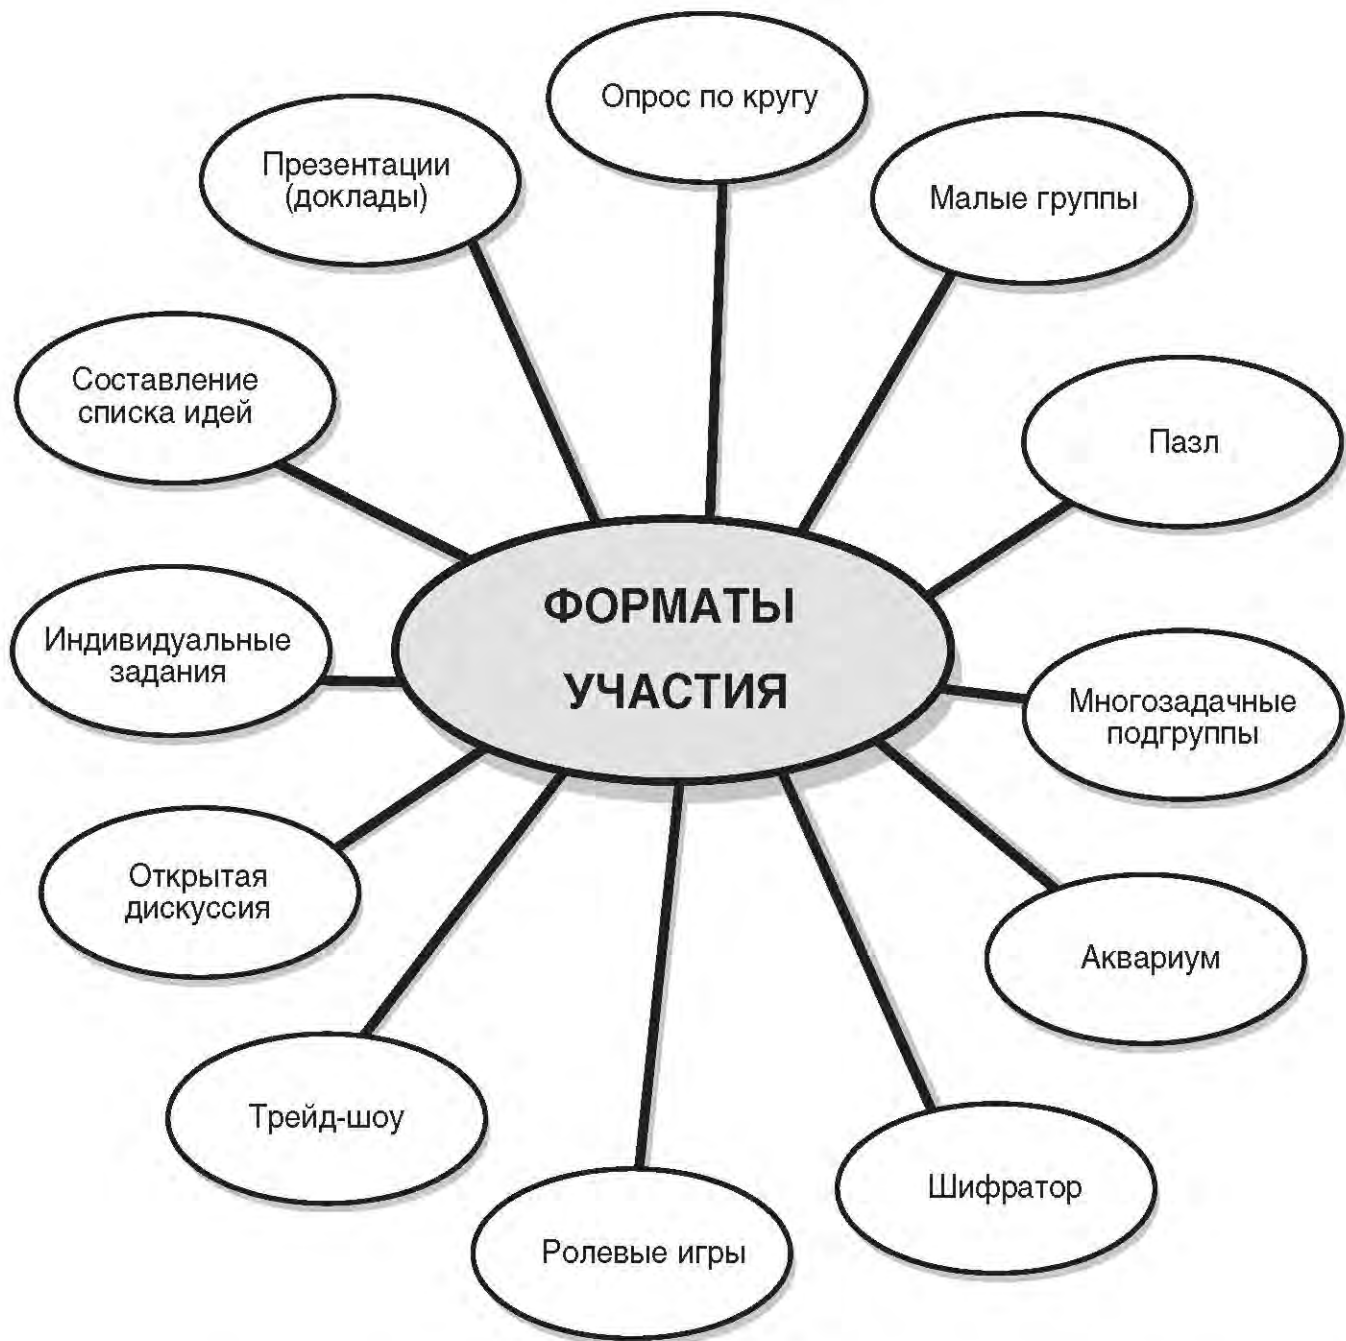 Опрос по кругу
Презентации
(доклады)
Малые группы
Составление
списка идей
Пазл
ФОРМАТЫ
УЧАСТИЯ
Индивидуальные
задания
Многозадачные
подгруппы
Открытая
дискуссия
Аквариум
Трейд-шоу
Шифратор
Ролевые игры